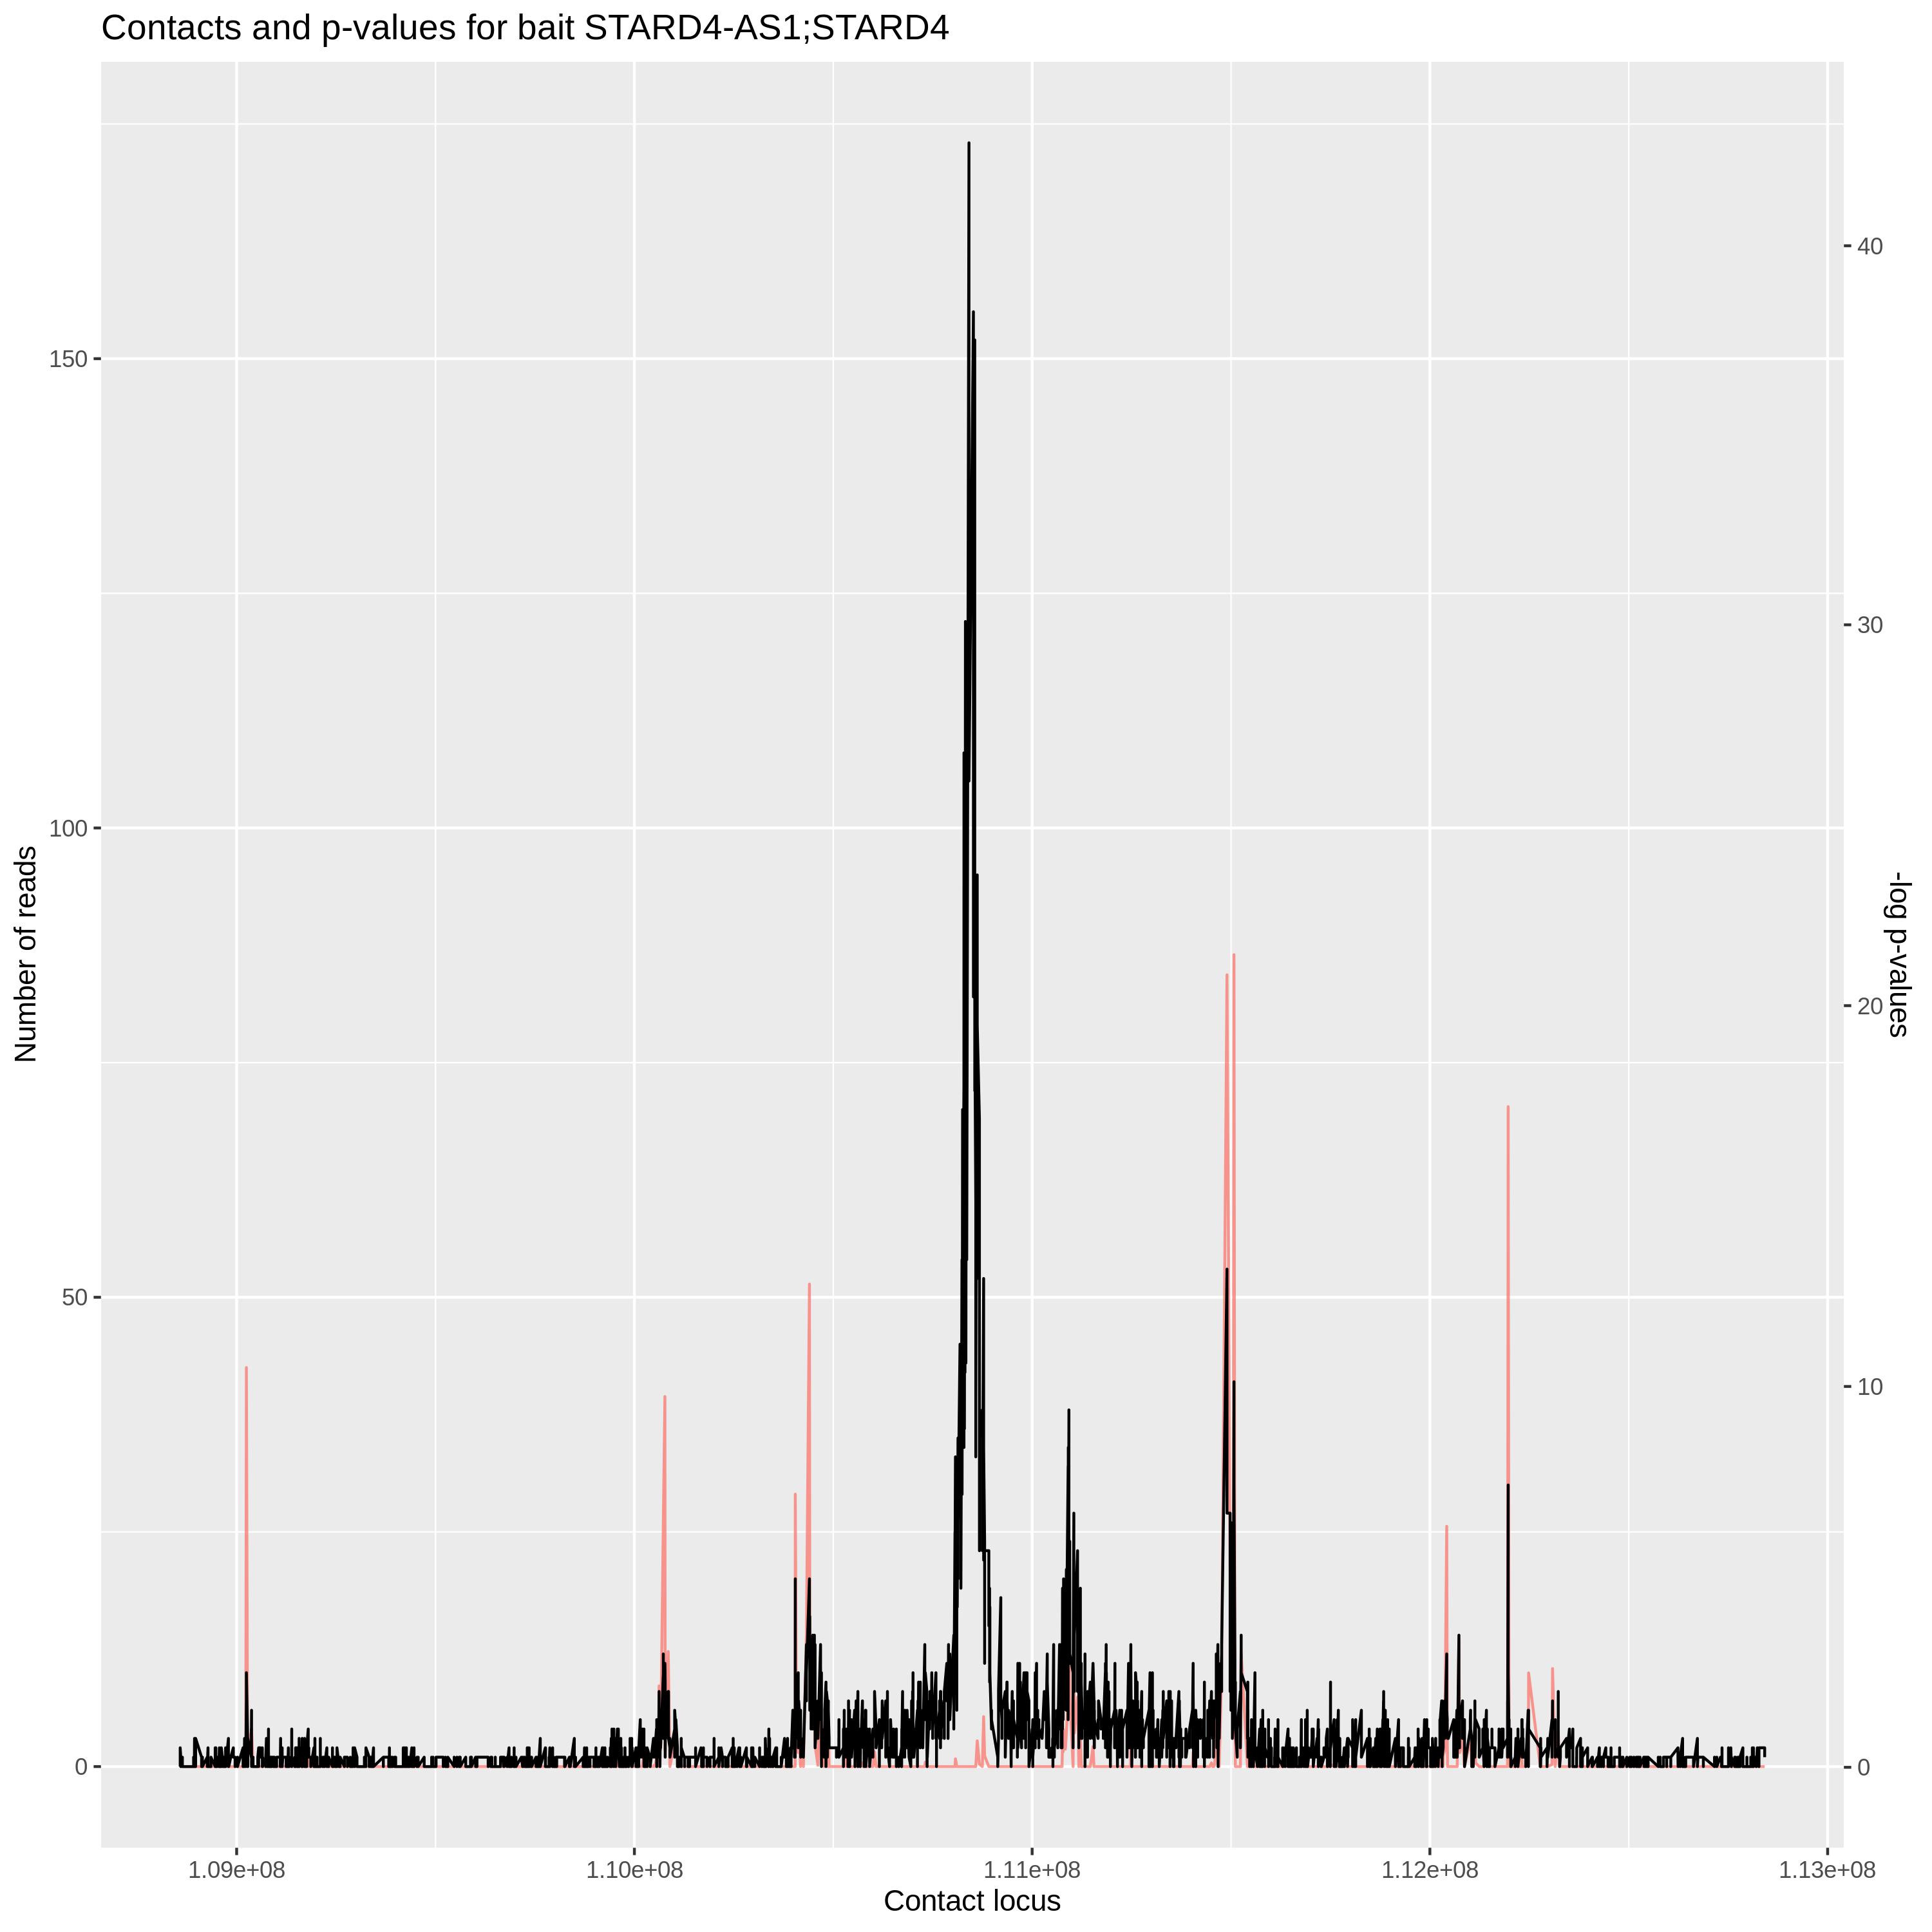 Contacts and p-values for bait STARD4-AS1;STARD4
150
100
50
0
Number of reads
40
30
20
10
0
-log p-values
1.09e+08
1.10e+08
1.11e+08
1.12e+08
1.13e+08
Contact locus